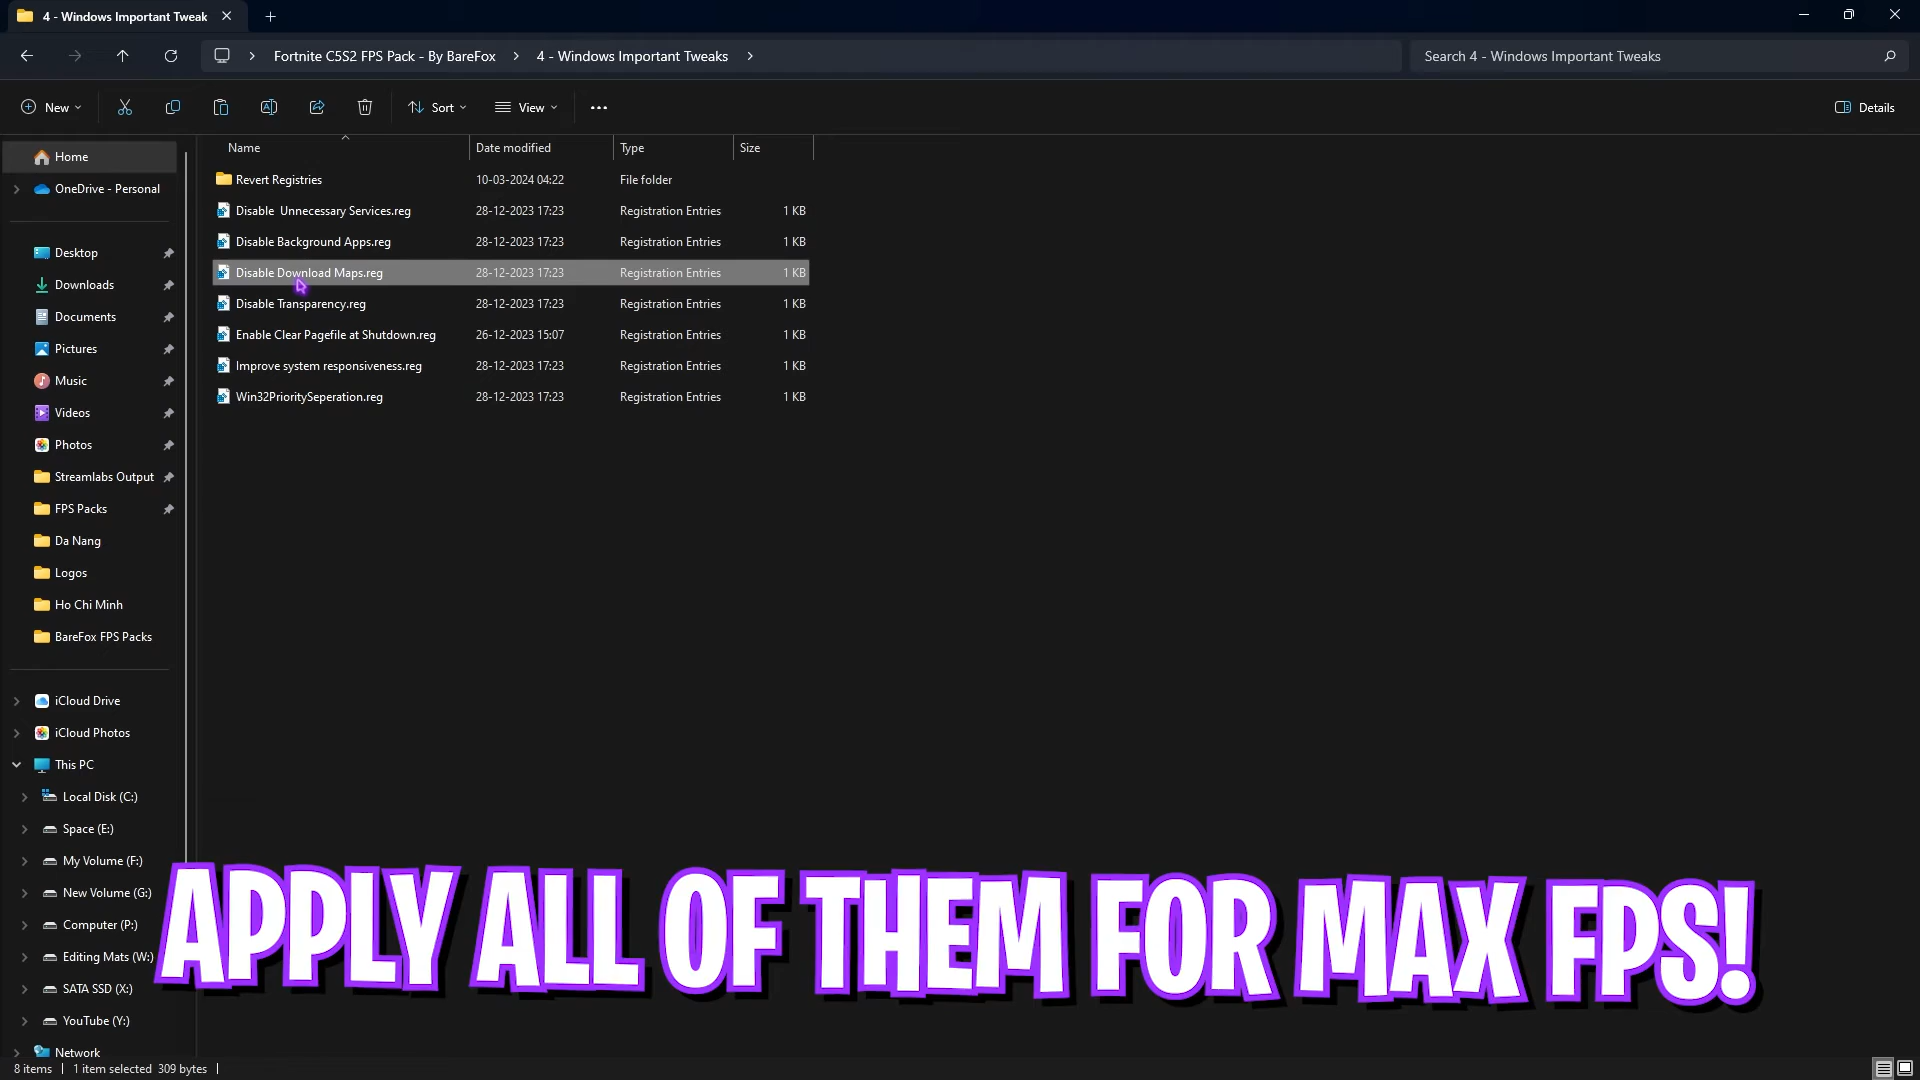 4 - Windows Important Tweak
Fortnite C5S2 FPS Pack - By BareFox > 4 - Windows Important Tweaks >
Search 4 - Windows Important Tweaks
New
Sort
View
Details
Name Date modified Type Size
Home
OneDrive - Personal
Desktop
Downloads
Documents
Pictures
Music
Videos
Photos
Streamlabs Output
FPS Packs
Da Nang
Logos
Ho Chi Minh
BareFox FPS Packs
iCloud Drive
iCloud Photos
This PC
Local Disk (C:)
Space (E:)
My Volume (F:)
New Volume (G:)
Computer (P:)
Editing Mats (W:)
SATA SSD (X:)
YouTube (Y:)
Network
Revert Registries 10-03-2024 04:22 File folder
Disable  Unnecessary Services.reg 28-12-2023 17:23 Registration Entries 1 KB
Disable Background Apps.reg 28-12-2023 17:23 Registration Entries 1 KB
Disable Download Maps.reg 28-12-2023 17:23 Registration Entries 1 KB
Disable Transparency.reg 28-12-2023 17:23 Registration Entries 1 KB
Enable Clear Pagefile at Shutdown.reg 26-12-2023 15:07 Registration Entries 1 KB
Improve system responsiveness.reg 28-12-2023 17:23 Registration Entries 1 KB
Win32PrioritySeperation.reg 28-12-2023 17:23 Registration Entries 1 KB
APPLY ALL OF THEM FOR MAX FPS!
8 items | 1 item selected 309 bytes |